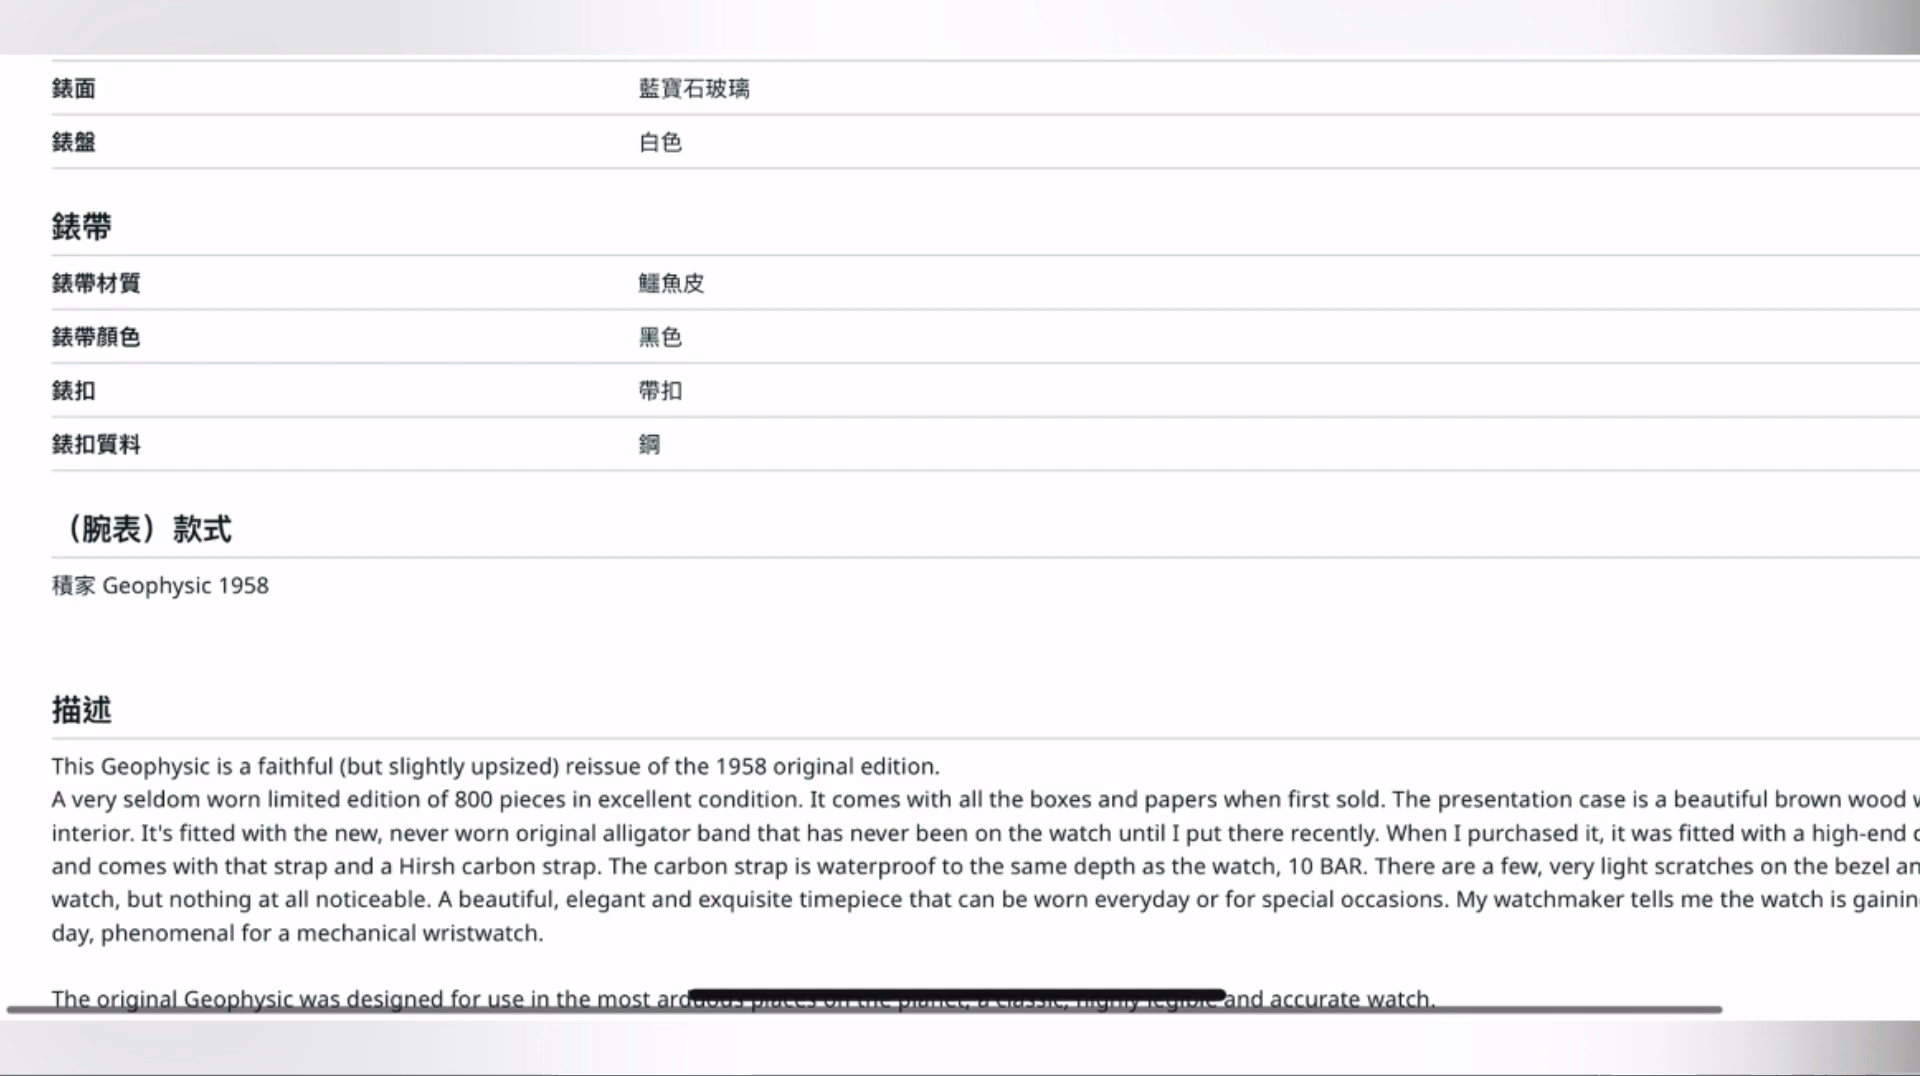 錶面 藍寶石玻璃
錶盤 白色
錶帶
錶帶材質 鱷魚皮
錶帶顏色 黑色
錶扣 帶扣
錶扣質料 鋼
（腕表）款式
積家 Geophysic 1958
描述
This Geophysic is a faithful (but slightly upsized) reissue of the 1958 original edition.
A very seldom worn limited edition of 800 pieces in excellent condition. It comes with all the boxes and papers when first sold. The presentation case is a beautiful brown wood
interior. It's fitted with the new, never worn original alligator band that has never been on the watch until I put there recently. When I purchased it, it was fitted with a high-end
and comes with that strap and a Hirsh carbon strap. The carbon strap is waterproof to the same depth as the watch, 10 BAR. There are a few, very light scratches on the bezel
watch, but nothing at all noticeable. A beautiful, elegant and exquisite timepiece that can be worn everyday or for special occasions. My watchmaker tells me the watch is
day, phenomenal for a mechanical wristwatch.
The original Geophysic was designed for use in the most arduous places on the planet, a classic, highly legible and accurate watch.